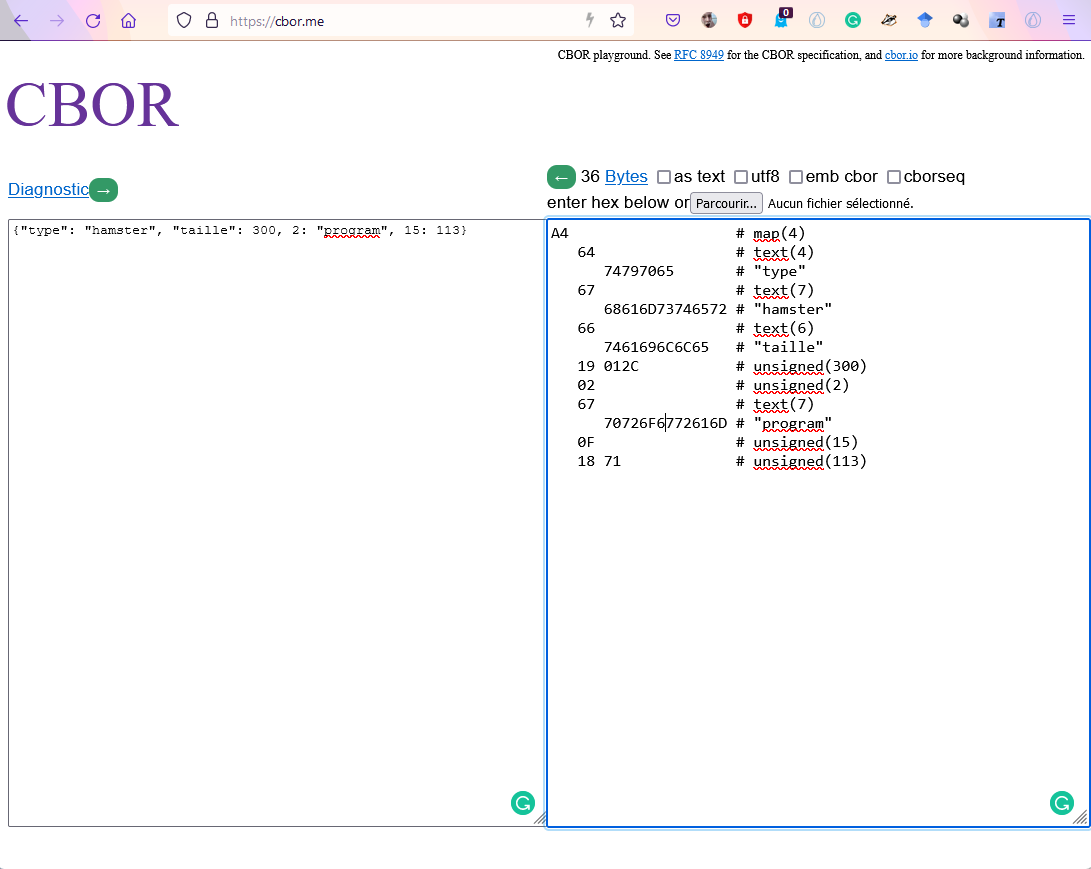 https://cbor.me
0
CBOR playground. See RFC 8949 for the CBOR specification, and cbor.io for more background information.
CBOR
Diagnostic →
← 36 Bytes as text utf8 emb cbor cborseq
enter hex below or Parcourir... Aucun fichier sélectionné.
{"type": "hamster", "taille": 300, 2: "program", 15: 113}
A4 # map(4)
64 # text(4)
74797065 # "type"
67 # text(7)
68616D73746572 # "hamster"
66 # text(6)
7461696C6C65 # "taille"
19 012C # unsigned(300)
02 # unsigned(2)
67 # text(7)
70726F6772616D # "program"
0F # unsigned(15)
18 71 # unsigned(113)